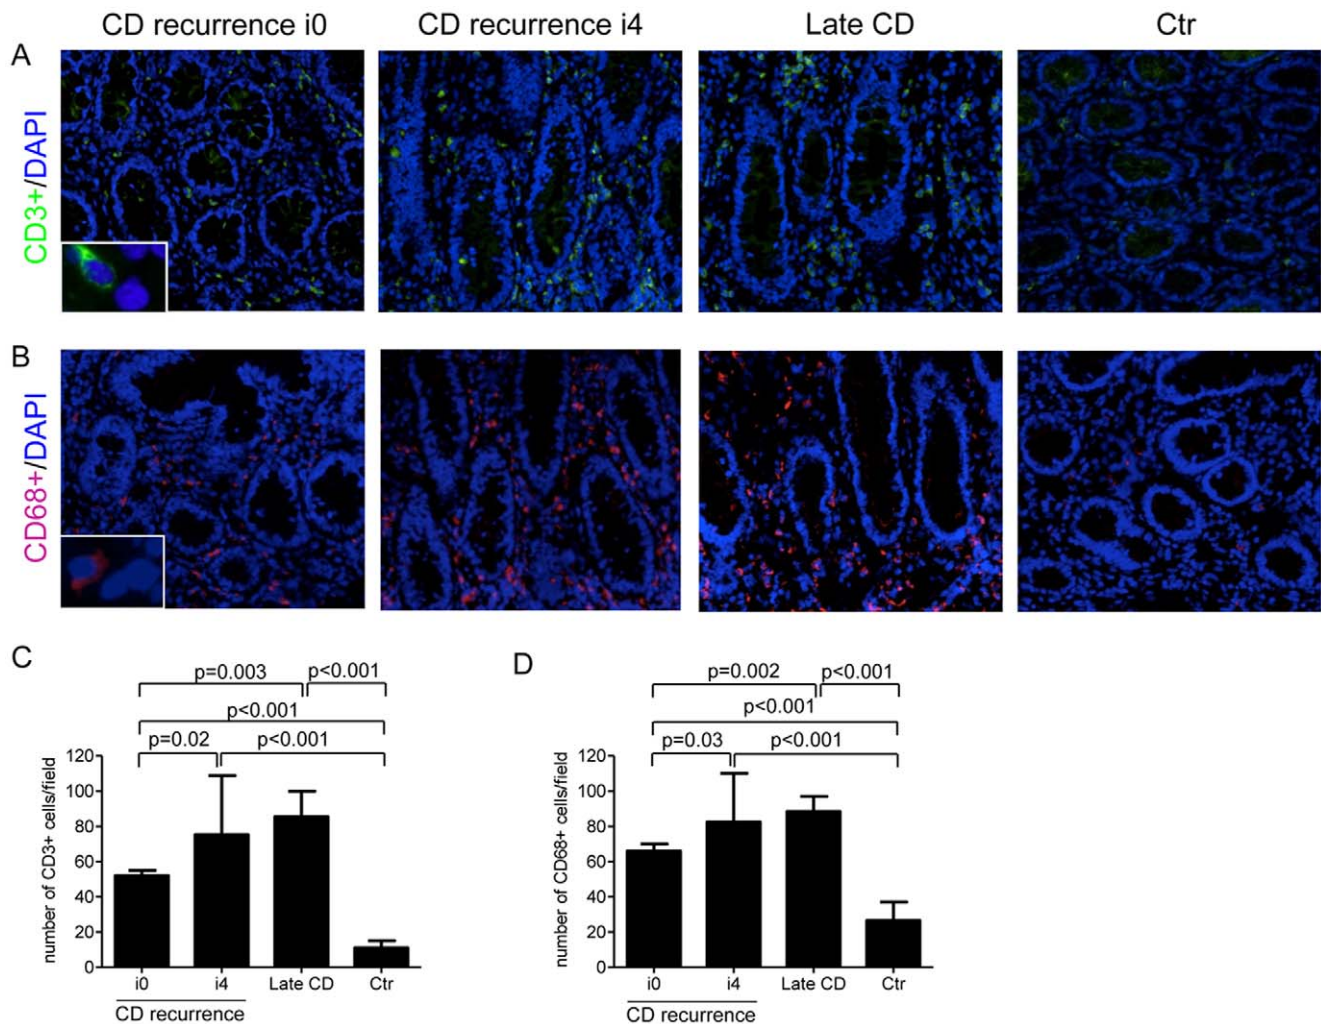 CD recurrence i0 CD recurrence i4 Late CD Ctr
A
CD3+/DAPI
B
CD68+/DAPI
C
p=0.003 p<0.001
p<0.001
p=0.02 p<0.001
number of CD3+ cells/field
120
100
80
60
40
20
0
i0 i4 Late CD Ctr
CD recurrence
D
p=0.002 p<0.001
p<0.001
p=0.03 p<0.001
number of CD68+ cells/field
120
100
80
60
40
20
0
i0 i4 Late CD Ctr
CD recurrence